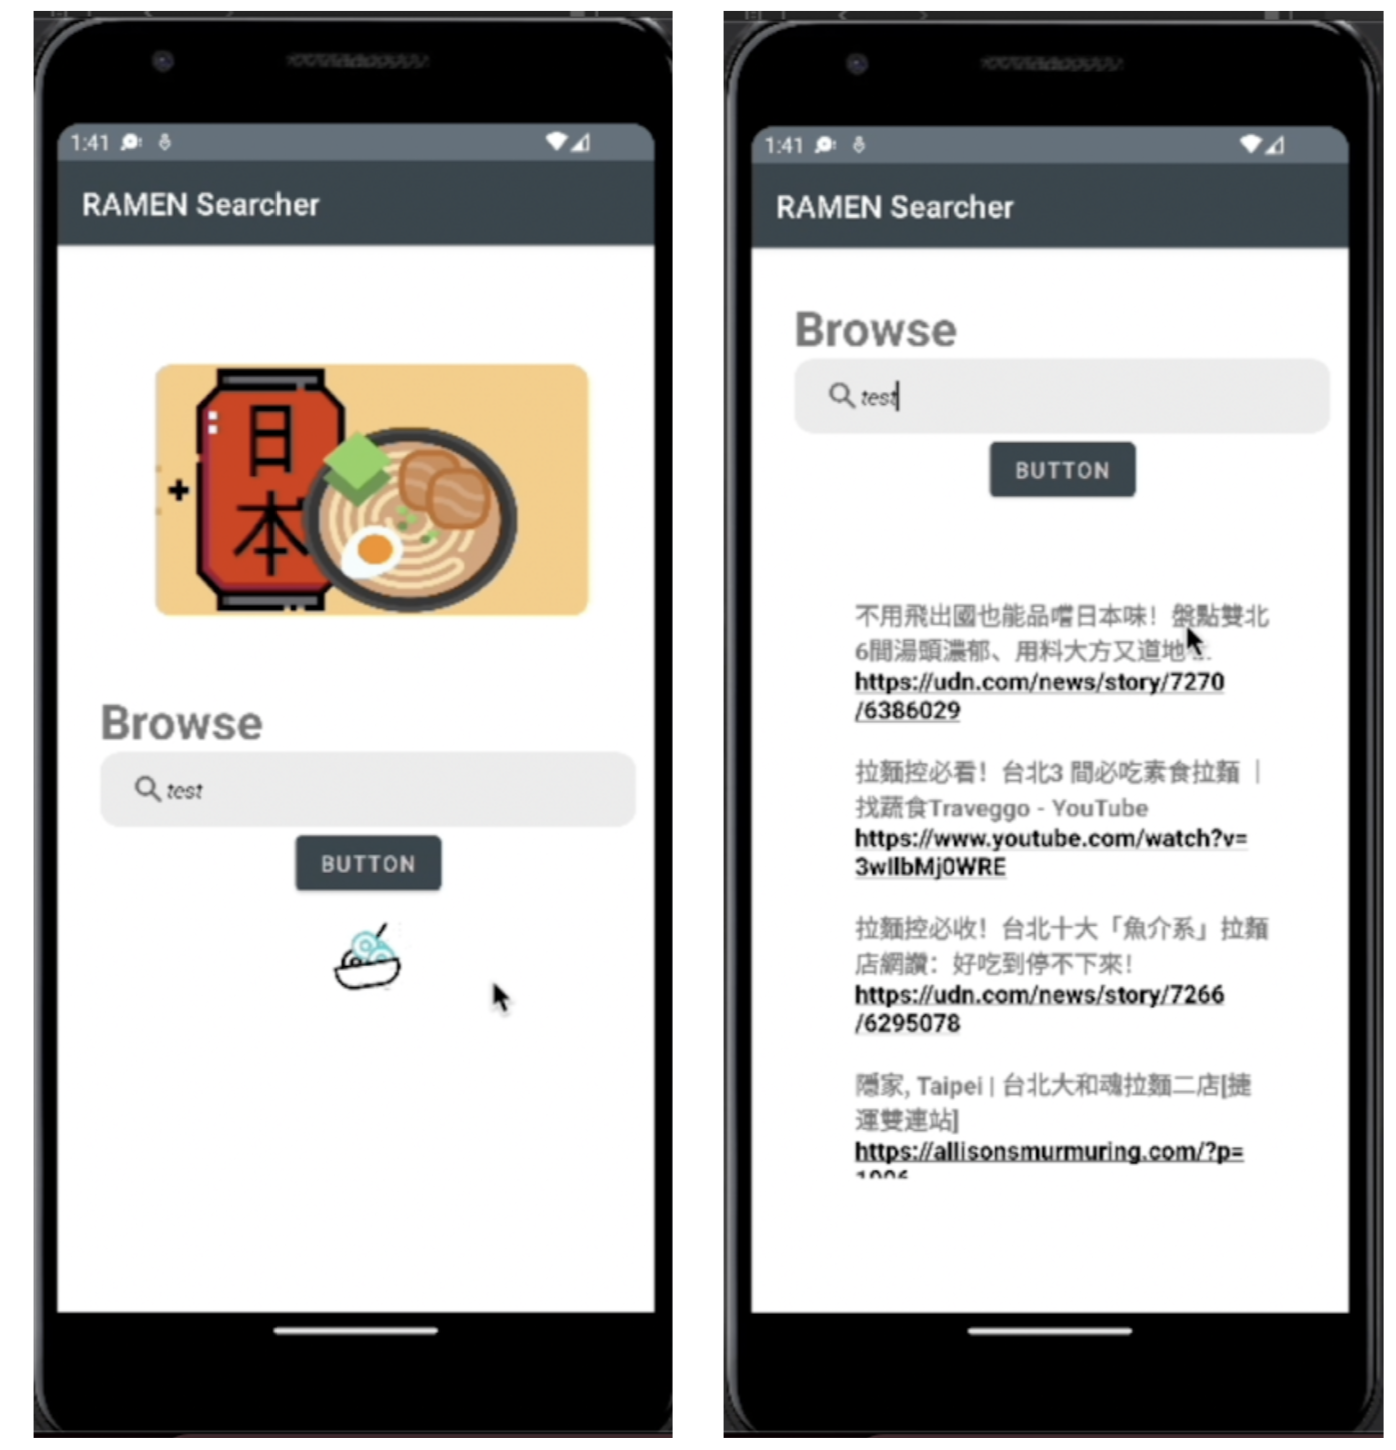 1:41
RAMEN Searcher
日
本
Browse
test
BUTTON
1:41
RAMEN Searcher
Browse
test
BUTTON
不用飛出國也能品嚐日本味！盤點雙北
6間湯頭濃郁、用料大方又道地
https://udn.com/news/story/7270
/6386029
拉麵控必看！台北3 間必吃素食拉麵 |
找蔬食Traveggo - YouTube
https://www.youtube.com/watch?v=
3wIlbMj0WRE
拉麵控必收！台北十大「魚介系」拉麵
店網讚：好吃到停不下來！
https://udn.com/news/story/7266
/6295078
隱家, Taipei | 台北大和魂拉麵二店[捷
運雙連站]
https://allisonsmurmuring.com/?p=